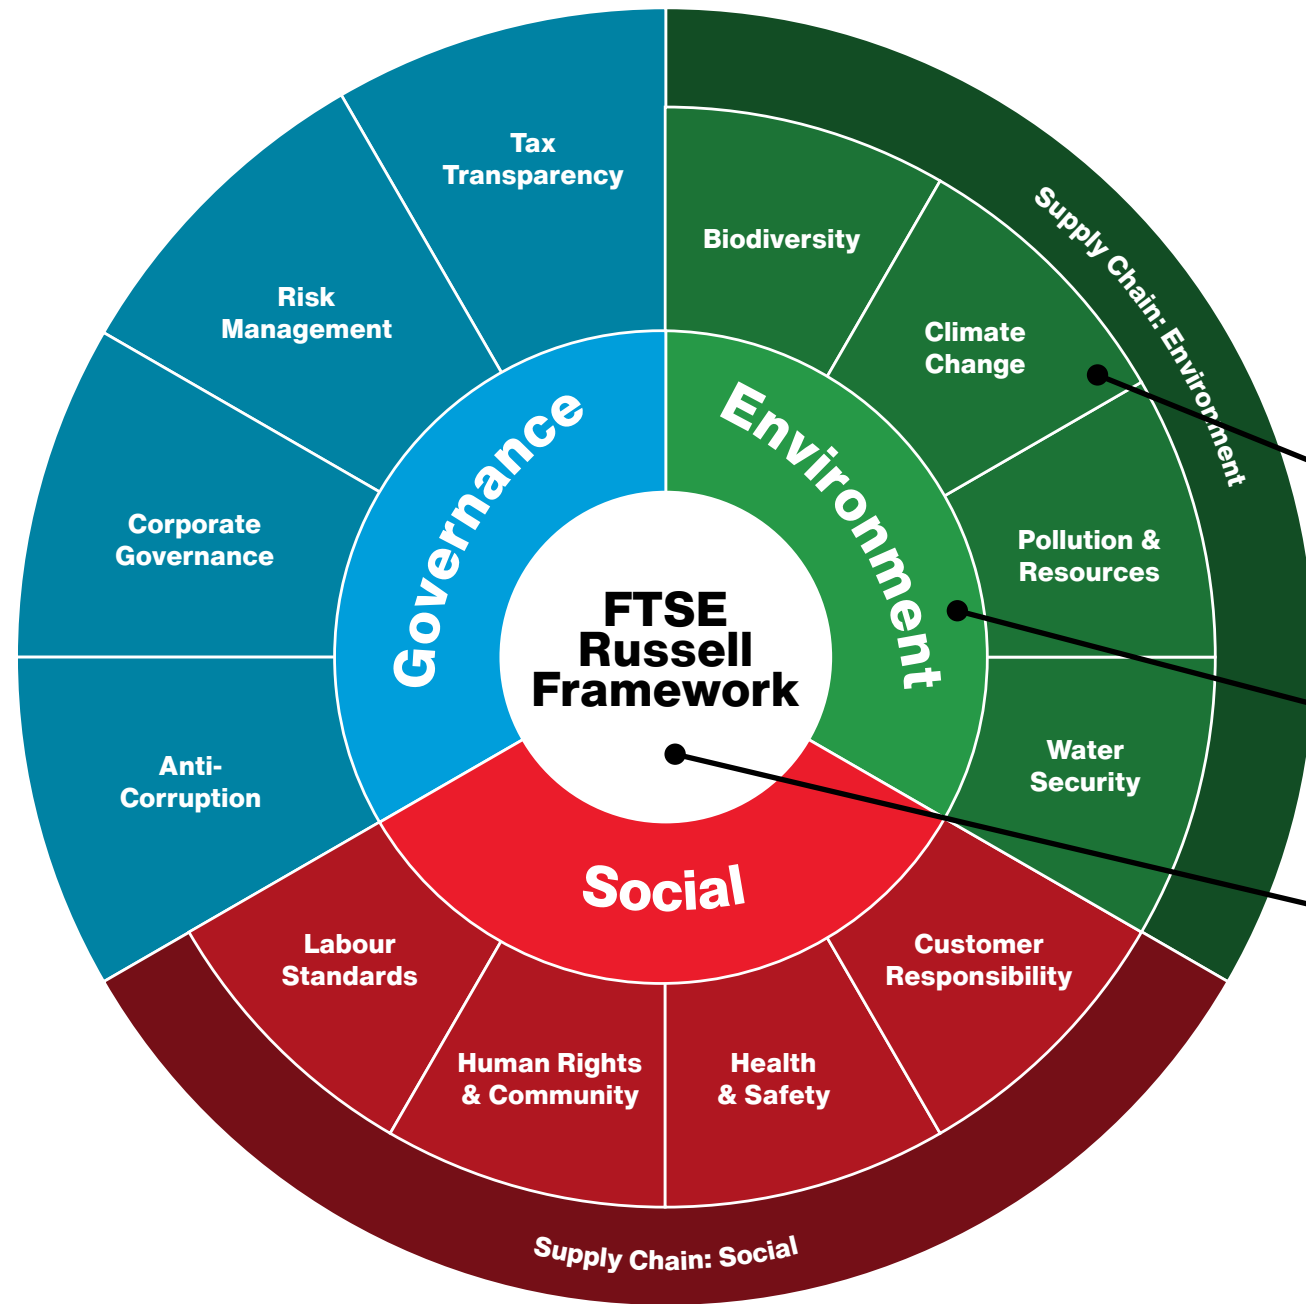 Tax
Transparency
Risk
Management
Corporate
Governance
Anti-
Corruption
Governance
Biodiversity
Climate
Change
Pollution &
Resources
Water
Security
Supply Chain: Environment
Environment
FTSE
Russell
Framework
Social
Labour
Standards
Human Rights
& Community
Health
& Safety
Customer
Responsibility
Supply Chain: Social